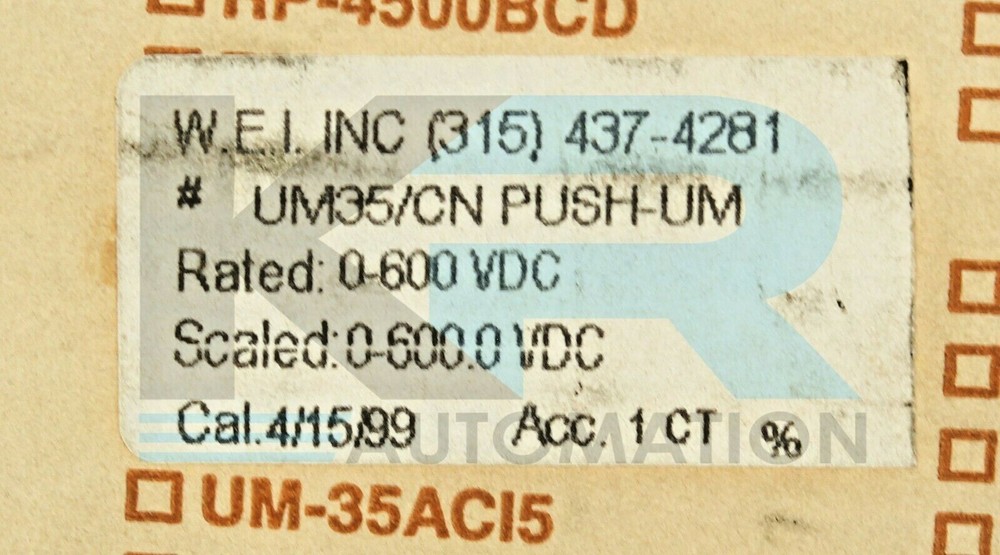 RP-4500BCD
W.E.I. INC (315) 437-4281
# UM35/CN PUSH-UM
Rated: 0-600 VDC
Scaled: 0-600.0 VDC
Cal. 4/15/99 Acc. 1 CT %
KR
AUTOMATION
UM-35ACI5